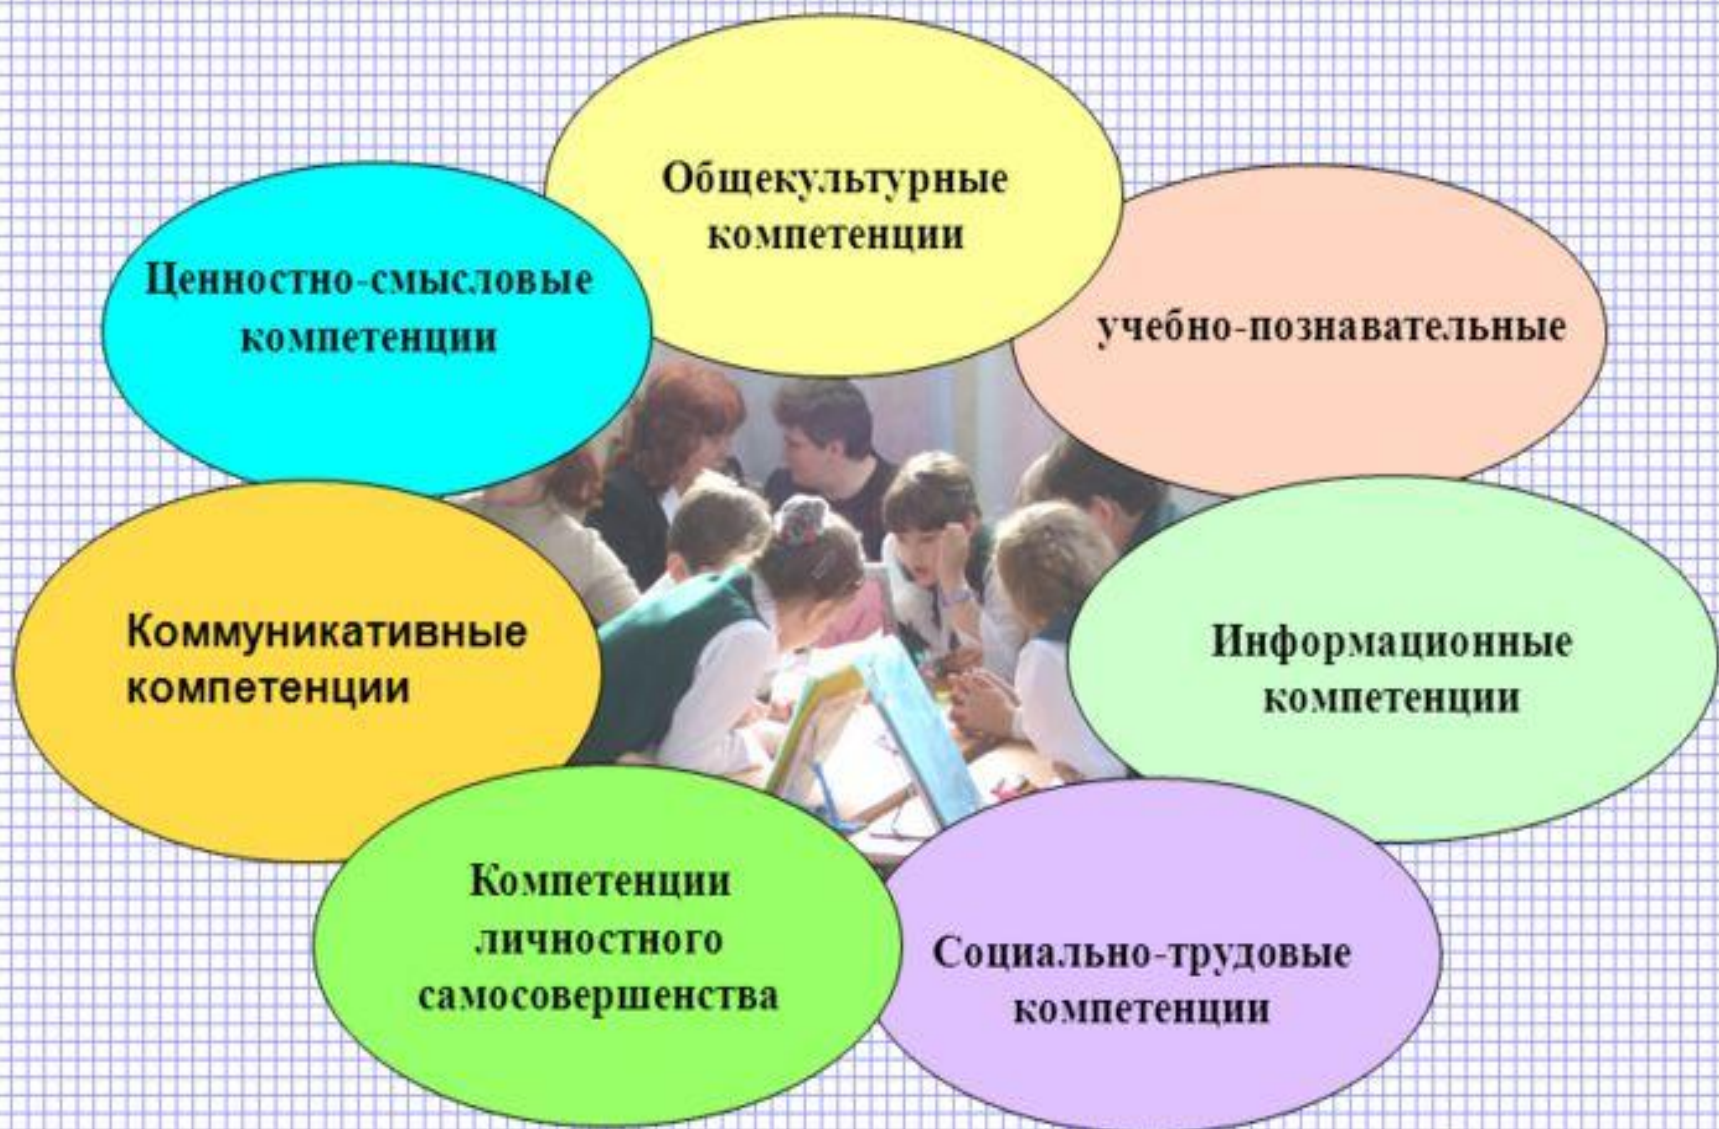 Общекультурные
компетенции
Ценностно-смысловые
компетенции
учебно-познавательные
Коммуникативные
компетенции
Информационные
компетенции
Компетенции
личностного
самосовершенства
Социально-трудовые
компетенции